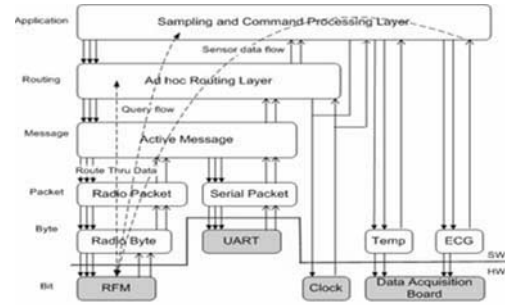 Application
Sampling and Command Processing Layer
Sensor data flow
Routing
Ad hoc Routing Layer
Query flow
Message
Active Message
Route Thru Data
Packet
Radio Packet
Serial Packet
Byte
Radio Byte
UART
Temp
ECG
SW
HW
Bit
RFM
Clock
Data Acquisition
Board